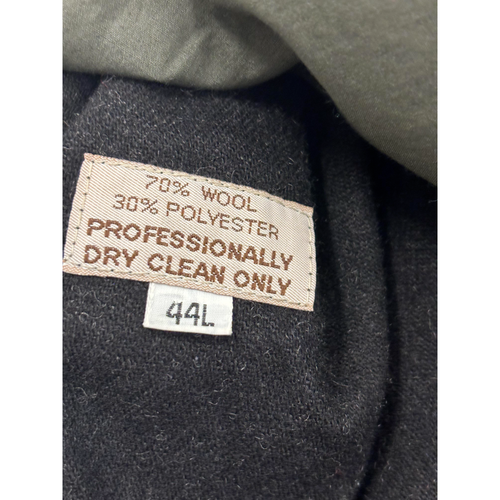 70% WOOL
30% POLYESTER
PROFESSIONALLY
DRY CLEAN ONLY
44L